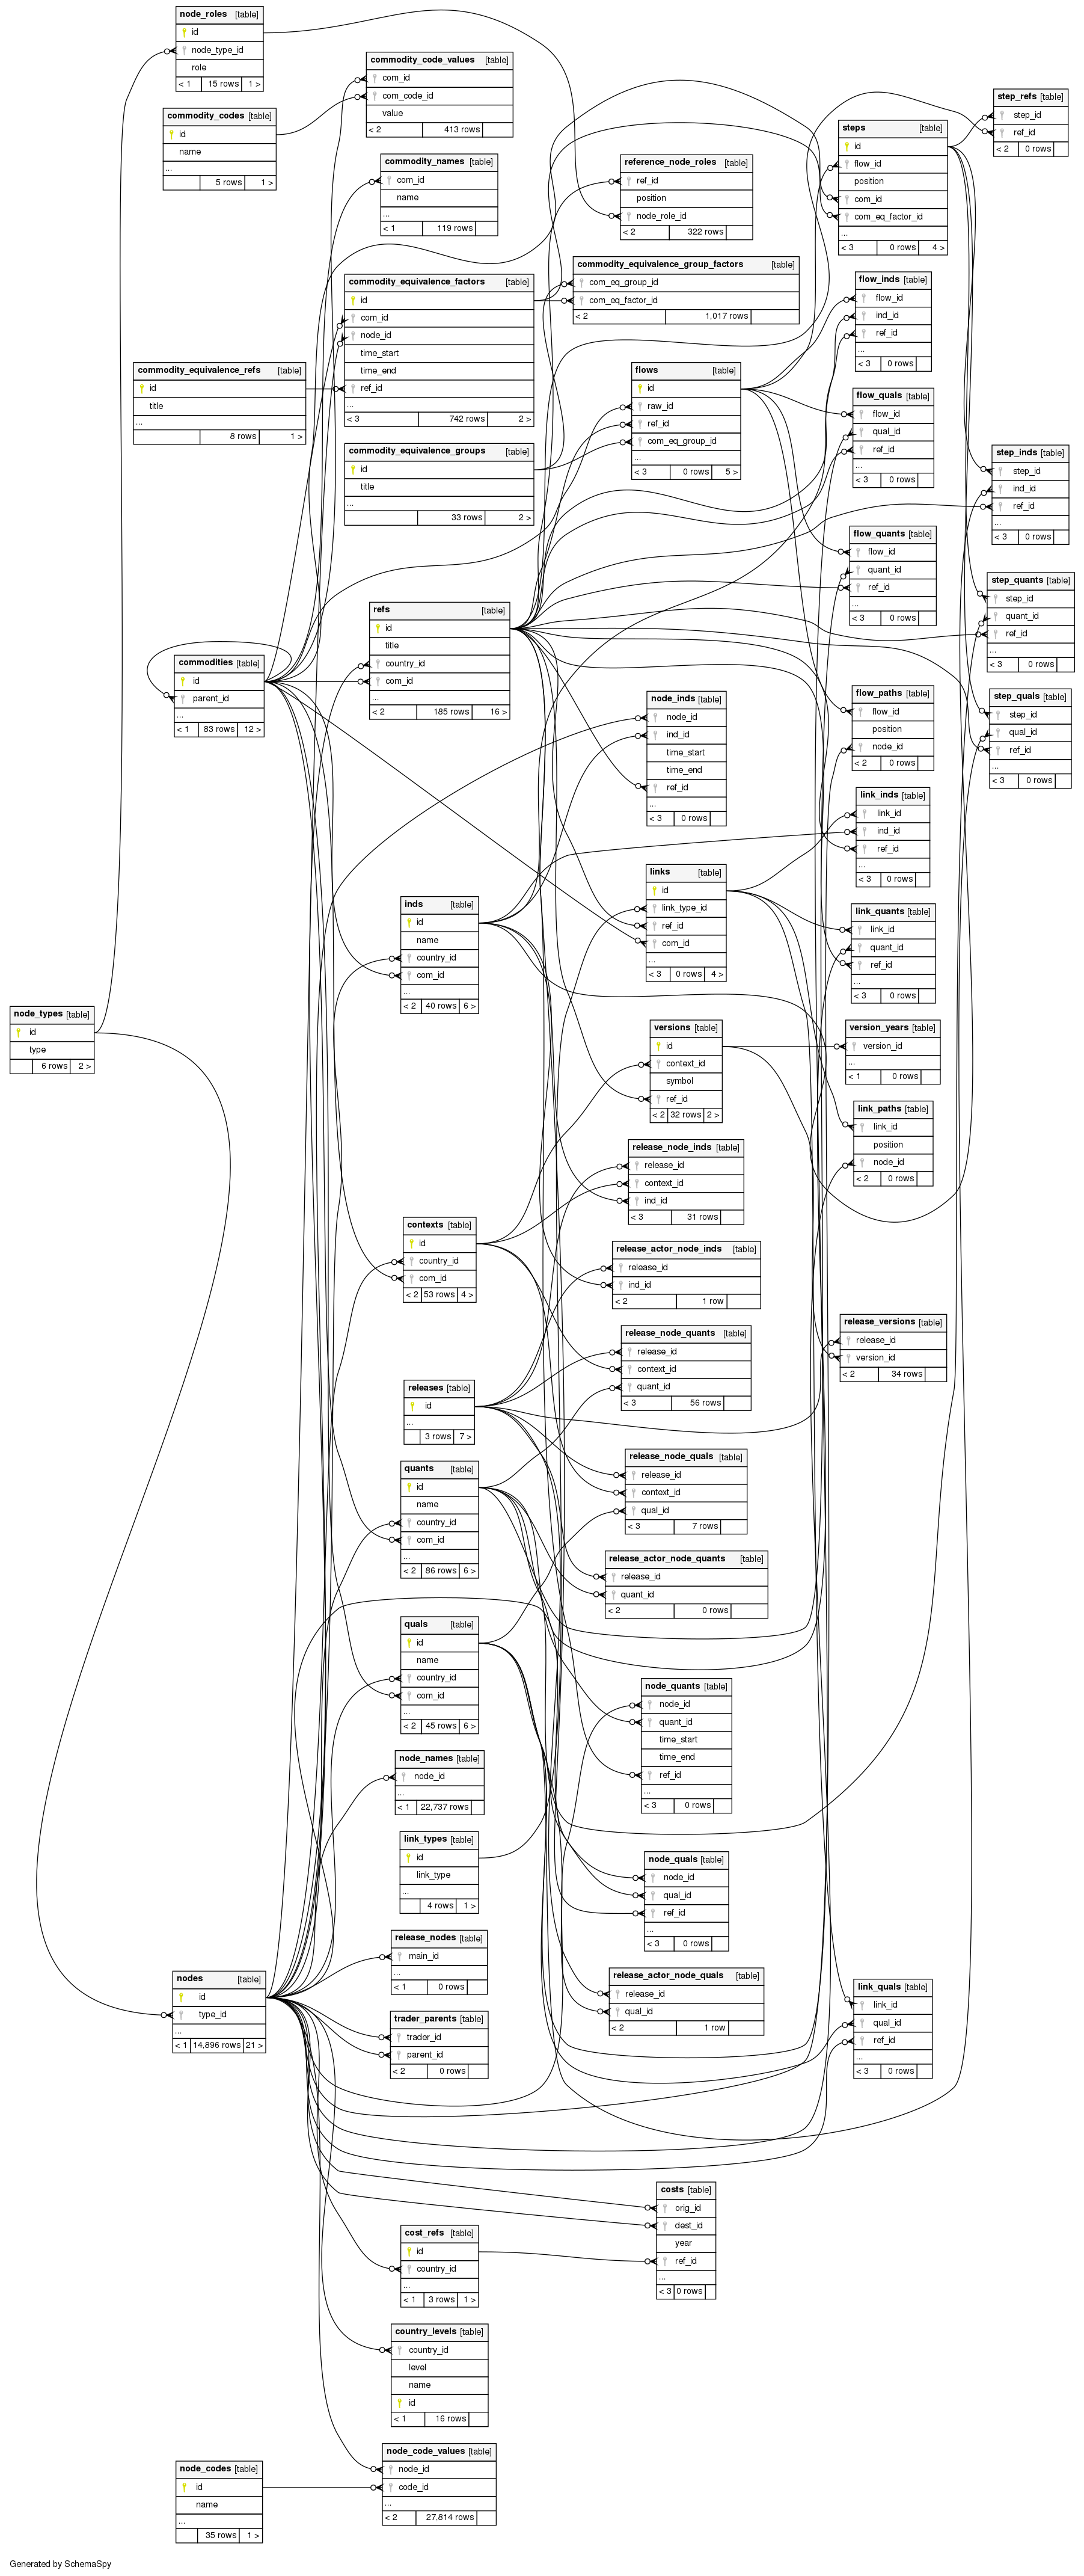 node_roles [table]
id
node_type_id
role
< 1 15 rows 1 >
commodity_codes [table]
id
name
...
5 rows 1 >
commodity_code_values [table]
com_id
com_code_id
value
< 2 413 rows
commodity_names [table]
com_id
name
...
< 1 119 rows
reference_node_roles [table]
ref_id
position
node_role_id
< 2 322 rows
steps [table]
id
flow_id
position
com_id
com_eq_factor_id
...
< 3 0 rows 4 >
step_refs [table]
step_id
ref_id
< 2 0 rows
commodity_equivalence_group_factors [table]
com_eq_group_id
com_eq_factor_id
< 2 1,017 rows
commodity_equivalence_factors [table]
id
com_id
node_id
time_start
time_end
ref_id
...
< 3 742 rows 2 >
commodity_equivalence_refs [table]
id
title
...
8 rows 1 >
commodity_equivalence_groups [table]
id
title
...
33 rows 2 >
flows [table]
id
raw_id
ref_id
com_eq_group_id
...
< 3 0 rows 5 >
flow_inds [table]
flow_id
ind_id
ref_id
...
< 3 0 rows
flow_quals [table]
flow_id
qual_id
ref_id
...
< 3 0 rows
step_inds [table]
step_id
ind_id
ref_id
...
< 3 0 rows
flow_quants [table]
flow_id
quant_id
ref_id
...
< 3 0 rows
step_quants [table]
step_id
quant_id
ref_id
...
< 3 0 rows
refs [table]
id
title
country_id
com_id
...
< 2 185 rows 16 >
commodities [table]
id
parent_id
...
< 1 83 rows 12 >
node_inds [table]
node_id
ind_id
time_start
time_end
ref_id
...
< 3 0 rows
flow_paths [table]
flow_id
position
node_id
< 2 0 rows
step_quals [table]
step_id
qual_id
ref_id
...
< 3 0 rows
link_inds [table]
link_id
ind_id
ref_id
...
< 3 0 rows
links [table]
id
link_type_id
ref_id
com_id
...
< 3 0 rows 4 >
inds [table]
id
name
country_id
com_id
...
< 2 40 rows 6 >
link_quants [table]
link_id
quant_id
ref_id
...
< 3 0 rows
node_types [table]
id
type
6 rows 2 >
versions [table]
id
context_id
symbol
ref_id
< 2 32 rows 2 >
version_years [table]
version_id
...
< 1 0 rows
link_paths [table]
link_id
position
node_id
< 2 0 rows
release_node_inds [table]
release_id
context_id
ind_id
< 3 31 rows
contexts [table]
id
country_id
com_id
< 2 53 rows 4 >
release_actor_node_inds [table]
release_id
ind_id
< 2 1 row
release_versions [table]
release_id
version_id
< 2 34 rows
release_node_quants [table]
release_id
context_id
quant_id
< 3 56 rows
releases [table]
id
...
3 rows 7 >
release_node_quals [table]
release_id
context_id
qual_id
< 3 7 rows
quants [table]
id
name
country_id
com_id
...
< 2 86 rows 6 >
release_actor_node_quants [table]
release_id
quant_id
< 2 0 rows
quals [table]
id
name
country_id
com_id
...
< 2 45 rows 6 >
node_quants [table]
node_id
quant_id
time_start
time_end
ref_id
...
< 3 0 rows
node_names [table]
node_id
...
< 1 22,737 rows
link_types [table]
id
link_type
...
4 rows 1 >
node_quals [table]
node_id
qual_id
ref_id
...
< 3 0 rows
release_nodes [table]
main_id
...
< 1 0 rows
nodes [table]
id
type_id
...
< 1 14,896 rows 21 >
release_actor_node_quals [table]
release_id
qual_id
< 2 1 row
link_quals [table]
link_id
qual_id
ref_id
...
< 3 0 rows
trader_parents [table]
trader_id
parent_id
< 2 0 rows
costs [table]
orig_id
dest_id
year
ref_id
...
< 3 0 rows
cost_refs [table]
id
country_id
...
< 1 3 rows 1 >
country_levels [table]
country_id
level
name
id
< 1 16 rows
node_code_values [table]
node_id
code_id
...
< 2 27,814 rows
node_codes [table]
id
name
...
35 rows 1 >
Generated by SchemaSpy